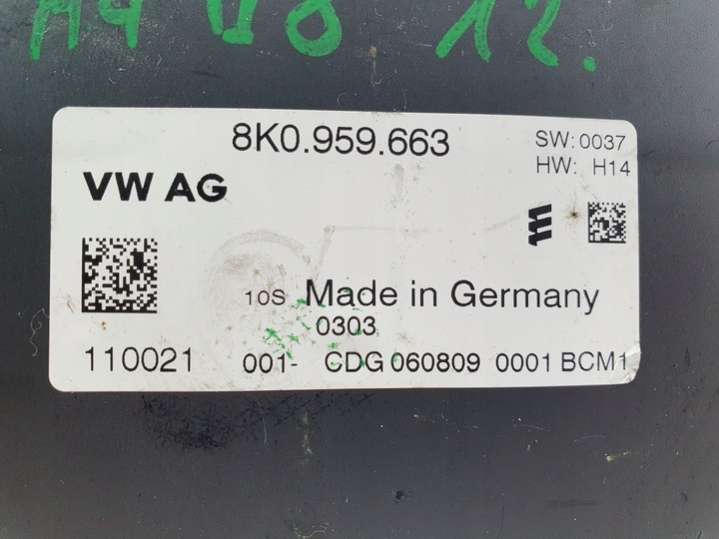 A4 08 12.
8K0.959.663
SW: 0037
HW: H14
VW AG
10S Made in Germany
0303
110021 001- CDG 060809 0001 BCM1